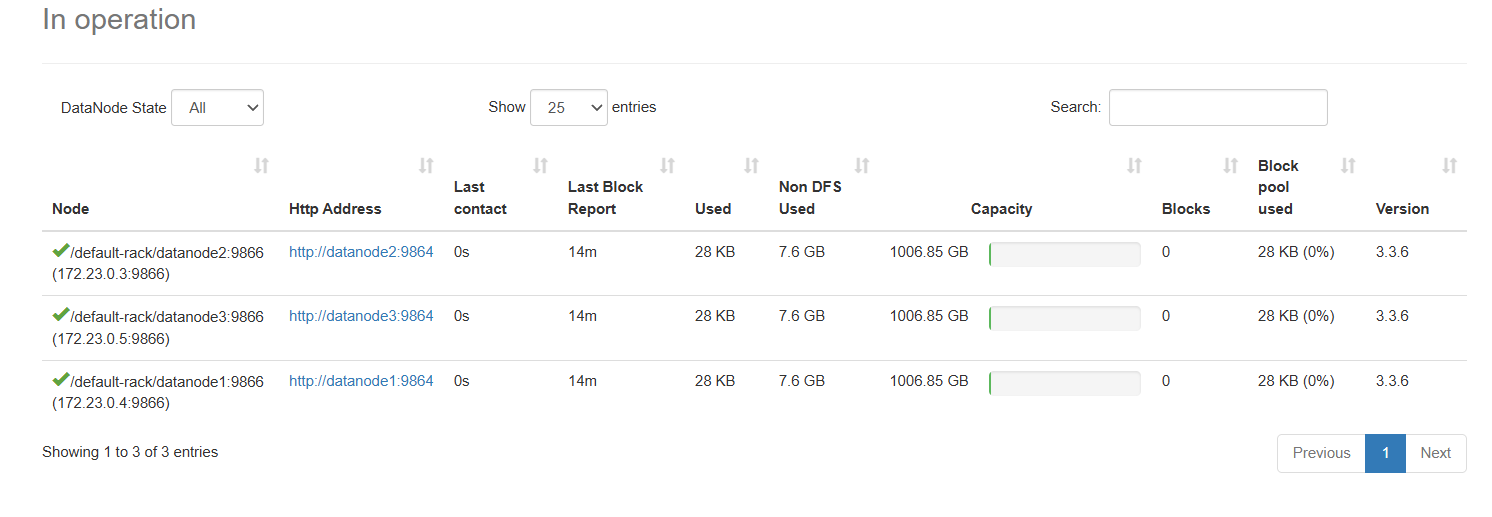 In operation
DataNode State All Show 25 entries Search:
Node Http Address Last contact Last Block Report Used Non DFS Used Capacity Blocks Block pool used Version
/default-rack/datanode2:9866 http://datanode2:9864 0s 14m 28 KB 7.6 GB 1006.85 GB 0 28 KB (0%) 3.3.6
(172.23.0.3:9866)
/default-rack/datanode3:9866 http://datanode3:9864 0s 14m 28 KB 7.6 GB 1006.85 GB 0 28 KB (0%) 3.3.6
(172.23.0.5:9866)
/default-rack/datanode1:9866 http://datanode1:9864 0s 14m 28 KB 7.6 GB 1006.85 GB 0 28 KB (0%) 3.3.6
(172.23.0.4:9866)
Showing 1 to 3 of 3 entries Previous 1 Next